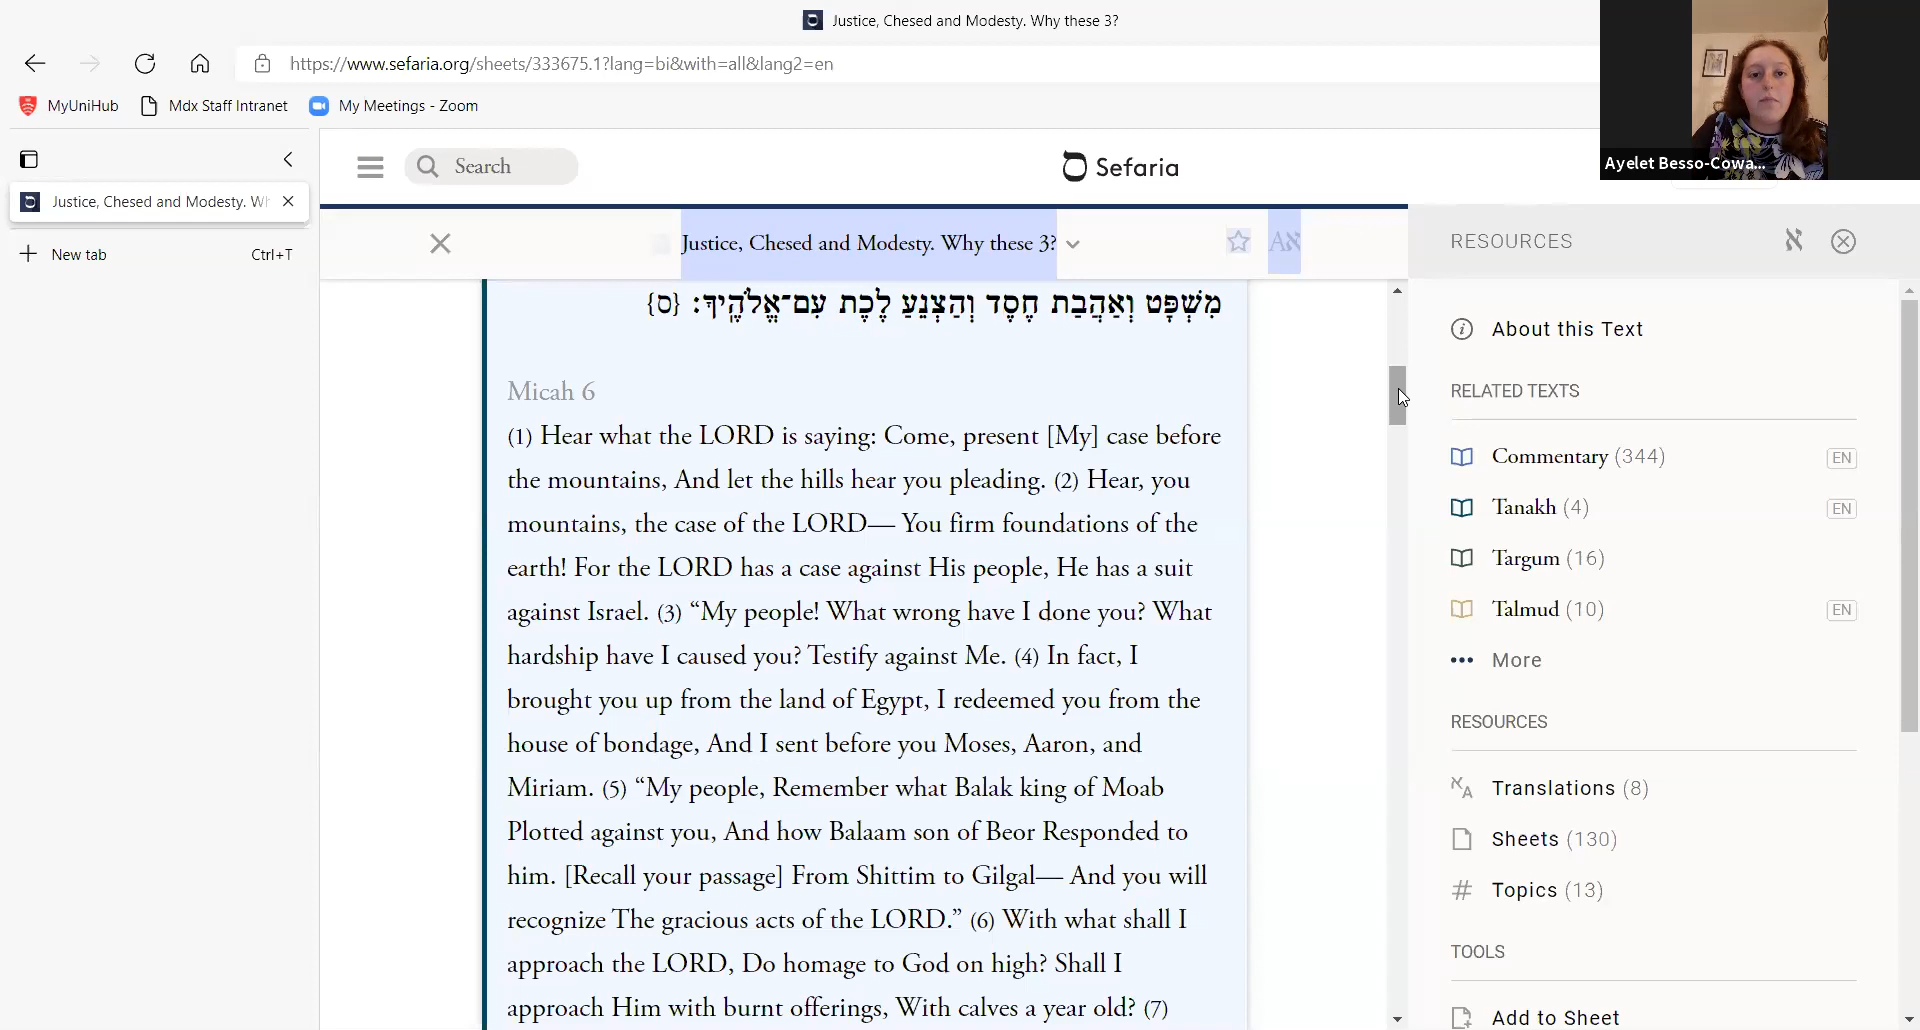 Justice, Chesed and Modesty. Why these 3?
https://www.sefaria.org/sheets/333675.1?lang=bi&with=all&lang2=en
MyUniHub Mdx Staff Intranet My Meetings - Zoom
Ayelet Besso-Cowa...
Justice, Chesed and Modesty. Wh
New tab Ctrl+T
Search
Sefaria
Justice, Chesed and Modesty. Why these 3?
Aא
מִשְׁפָּט וְאַהֲבַת חֶסֶד וְהַצְנֵעַ לֶכֶת עִם־אֱלֹהֶֽיךָ׃ {ס}
Micah 6
(1) Hear what the LORD is saying: Come, present [My] case before
the mountains, And let the hills hear you pleading. (2) Hear, you
mountains, the case of the LORD— You firm foundations of the
earth! For the LORD has a case against His people, He has a suit
against Israel. (3) “My people! What wrong have I done you? What
hardship have I caused you? Testify against Me. (4) In fact, I
brought you up from the land of Egypt, I redeemed you from the
house of bondage, And I sent before you Moses, Aaron, and
Miriam. (5) “My people, Remember what Balak king of Moab
Plotted against you, And how Balaam son of Beor Responded to
him. [Recall your passage] From Shittim to Gilgal— And you will
recognize The gracious acts of the LORD.” (6) With what shall I
approach the LORD, Do homage to God on high? Shall I
approach Him with burnt offerings, With calves a year old? (7)
RESOURCES א
About this Text
RELATED TEXTS
Commentary (344) EN
Tanakh (4) EN
Targum (16)
Talmud (10) EN
More
RESOURCES
Translations (8)
Sheets (130)
# Topics (13)
TOOLS
Add to Sheet